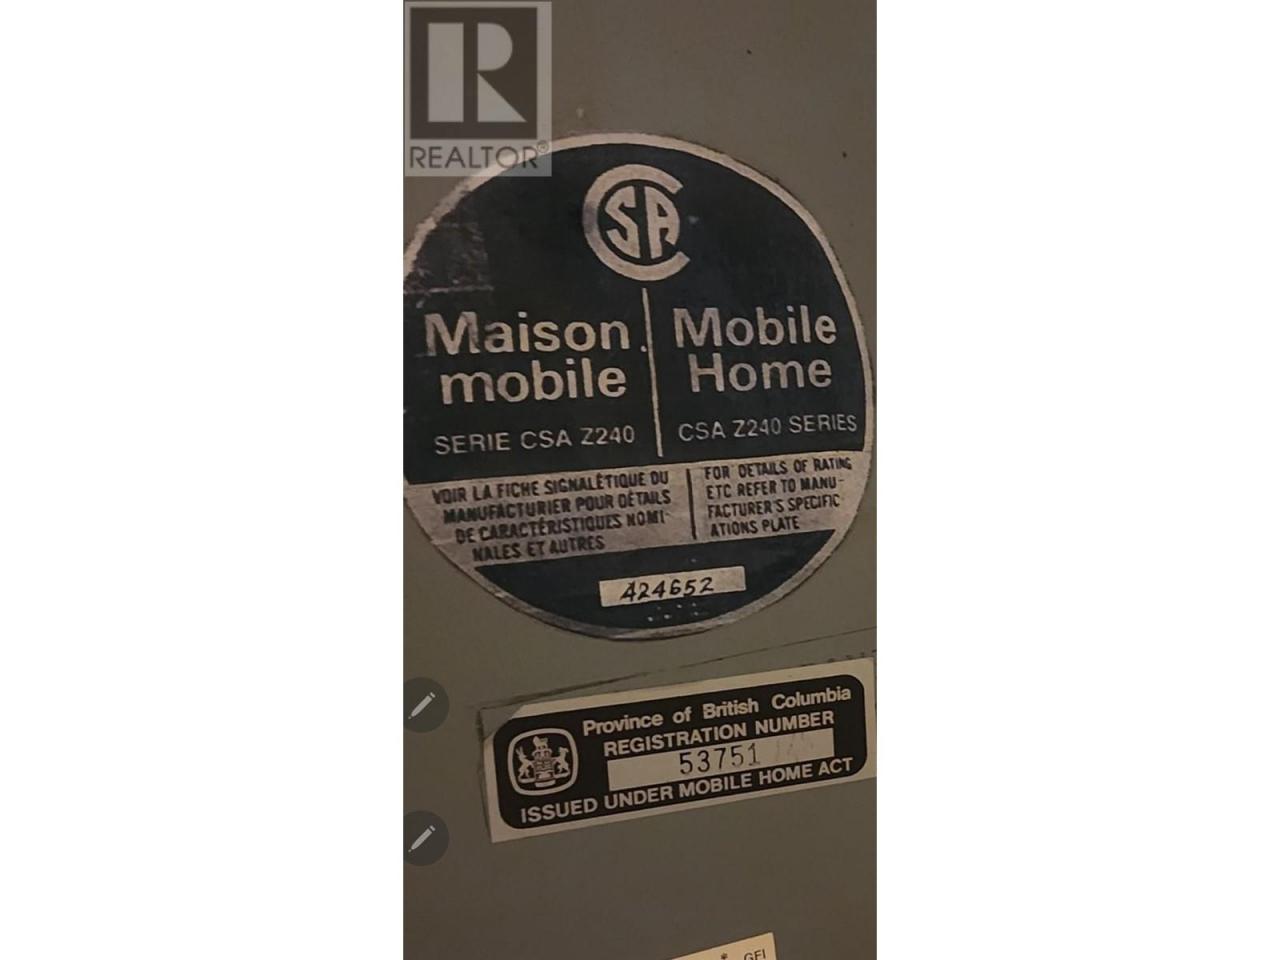 REALTOR®
CSA
Maison
mobile
SERIE CSA Z240
Mobile
Home
CSA Z240 SERIES
VOIR LA FICHE SIGNALÉTIQUE DU
MANUFACTURIER POUR DÉTAILS
DE CARACTÉRISTIQUES NOMI-
NALES ET AUTRES
FOR DETAILS OF RATING
ETC REFER TO MANU-
FACTURER'S SPECIFIC
ATIONS PLATE
424652
Province of British Columbia
REGISTRATION NUMBER
53751
ISSUED UNDER MOBILE HOME ACT
* GFI